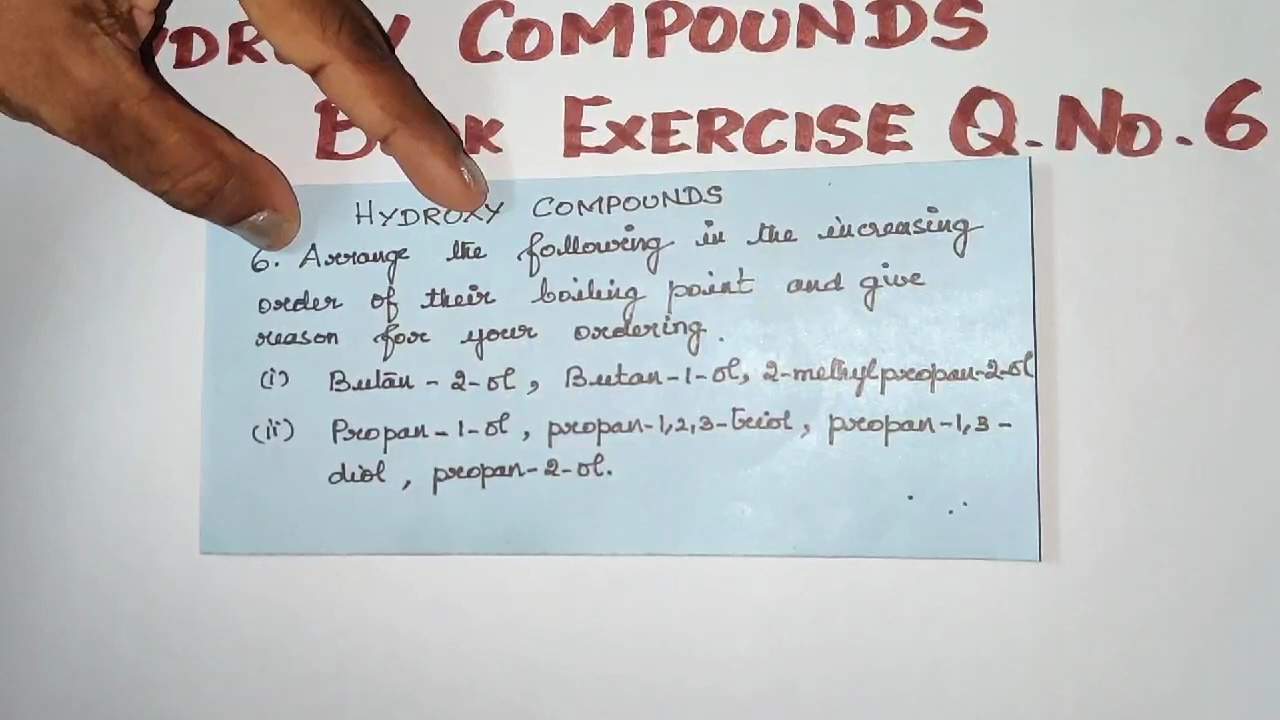 COMPOUNDS
EXERCISE Q.No.6
HYDROXY COMPOUNDS
6. Arrange the following in the increasing
order of their boiling point and give
reason for your ordering.
(i) Butan-2-ol, Butan-1-ol, 2-methylpropan-2-ol
(ii) Propan-1-ol, propan-1,2,3-triol, propan-1,3-
diol, propan-2-ol.